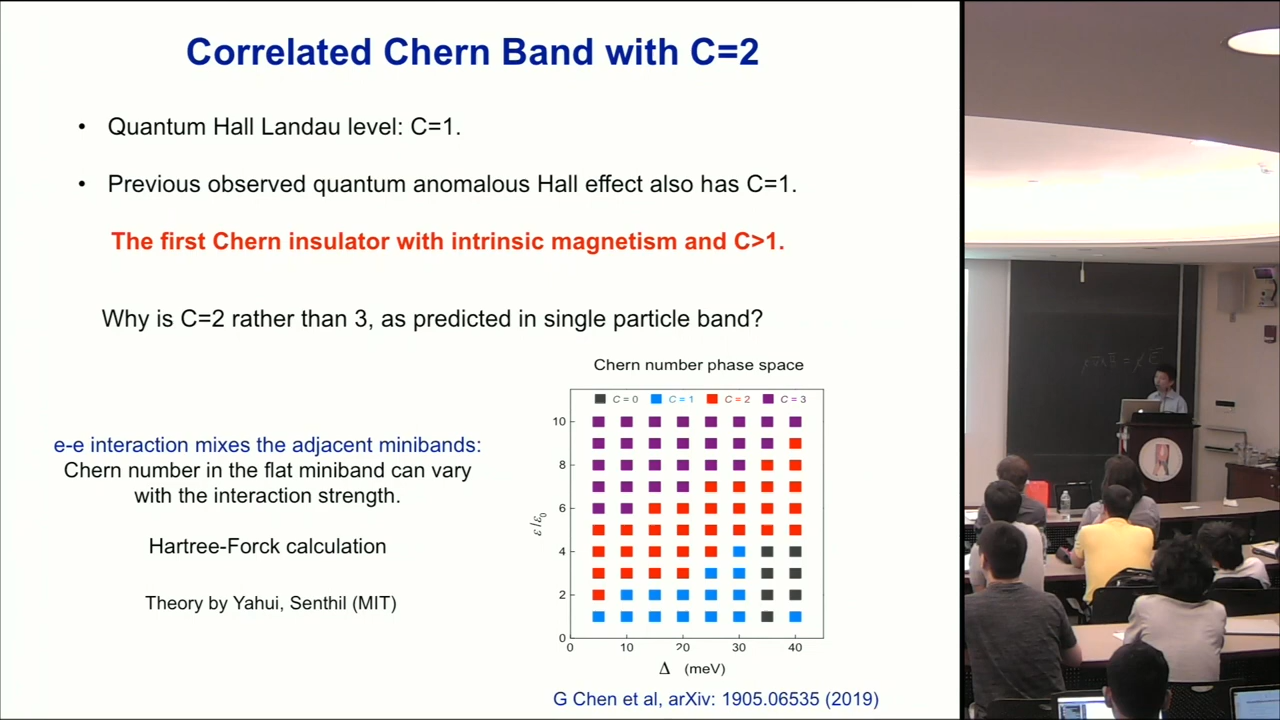 Correlated Chern Band with C=2
• Quantum Hall Landau level: C=1.
• Previous observed quantum anomalous Hall effect also has C=1.
The first Chern insulator with intrinsic magnetism and C>1.
Why is C=2 rather than 3, as predicted in single particle band?
e-e interaction mixes the adjacent minibands:
Chern number in the flat miniband can vary
with the interaction strength.
Hartree-Forck calculation
Theory by Yahui, Senthil (MIT)
Chern number phase space
C = 0 C = 1 C = 2 C = 3
10
8
6
4
2
0
ε/ε₀
0 10 20 30 40
Δ (meV)
G Chen et al, arXiv: 1905.06535 (2019)